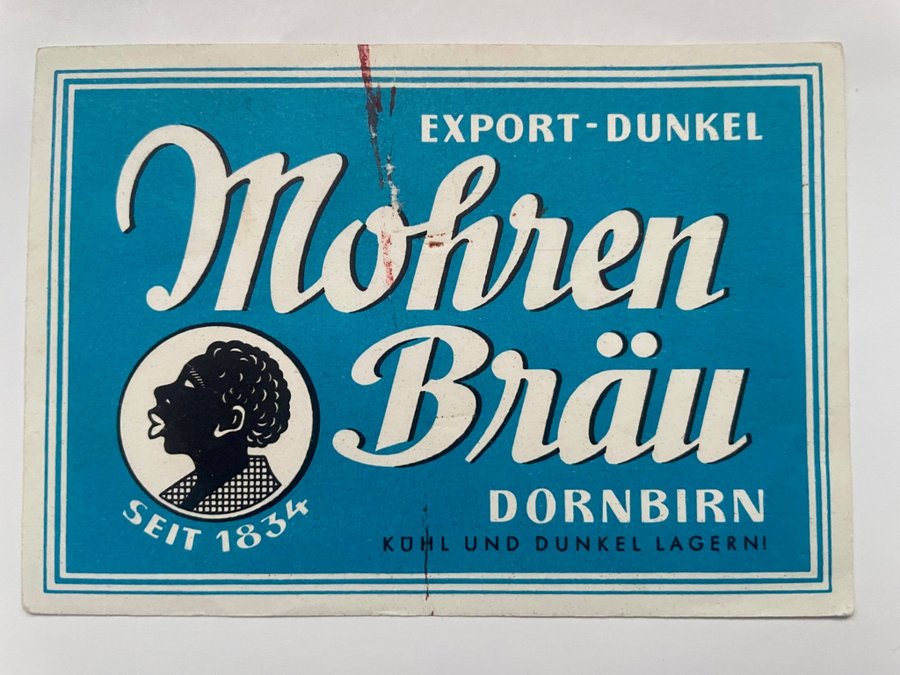 EXPORT-DUNKEL
Mohren
Bräu
SEIT 1834
DORNBIRN
KÜHL UND DUNKEL LAGERN!